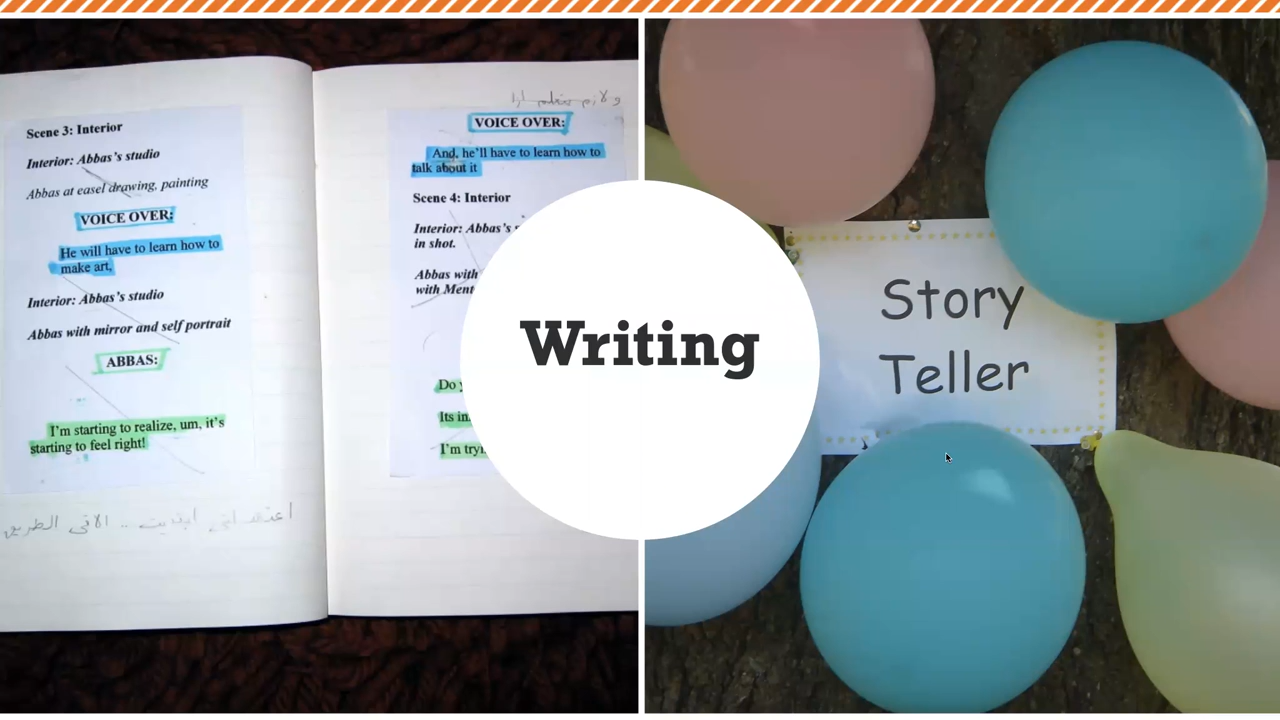 Scene 3: Interior
Interior: Abbas's studio
Abbas at easel drawing, painting
VOICE OVER:
He will have to learn how to
make art,
Interior: Abbas's studio
Abbas with mirror and self portrait
ABBAS:
I'm starting to realize, um, it's
starting to feel right!
VOICE OVER:
And, he'll have to learn how to
talk about it
Scene 4: Interior
Interior: Abbas's
in shot.
Abbas with
with
Do
Its
I'm
Writing
Story
Teller